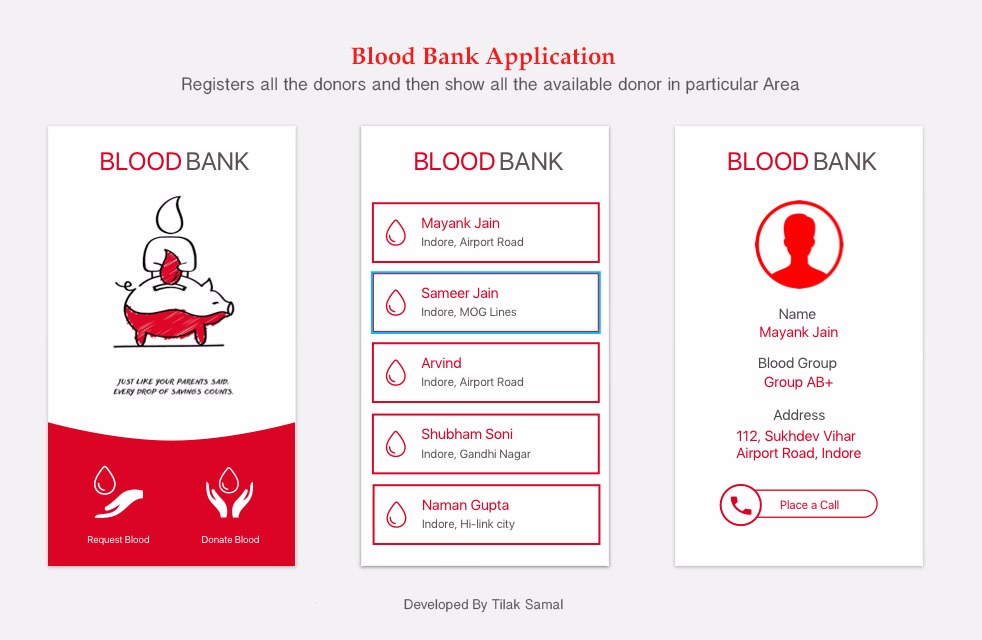 Blood Bank Application
Registers all the donors and then show all the available donor in particular Area
BLOOD BANK
JUST LIKE YOUR PARENTS SAID.
EVERY DROP OF SAVINGS COUNTS.
Request Blood
Donate Blood
BLOOD BANK
Mayank Jain
Indore, Airport Road
Sameer Jain
Indore, MOG Lines
Arvind
Indore, Airport Road
Shubham Soni
Indore, Gandhi Nagar
Naman Gupta
Indore, Hi-link city
BLOOD BANK
Name
Mayank Jain
Blood Group
Group AB+
Address
112, Sukhdev Vihar
Airport Road, Indore
Place a Call
Developed By Tilak Samal